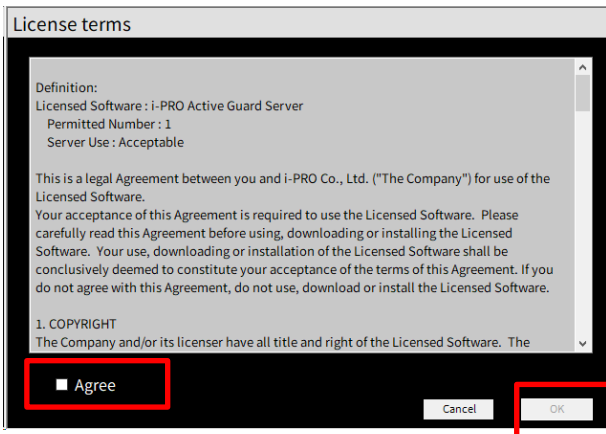 License terms
Definition:
Licensed Software : i-PRO Active Guard Server
Permitted Number : 1
Server Use : Acceptable
This is a legal Agreement between you and i-PRO Co., Ltd. ("The Company") for use of the
Licensed Software.
Your acceptance of this Agreement is required to use the Licensed Software.  Please
carefully read this Agreement before using, downloading or installing the Licensed
Software.  Your use, downloading or installation of the Licensed Software shall be
conclusively deemed to constitute your acceptance of the terms of this Agreement. If you
do not agree with this Agreement, do not use, download or install the Licensed Software.
1. COPYRIGHT
The Company and/or its licenser have all title and right of the Licensed Software.  The
Agree
Cancel
OK